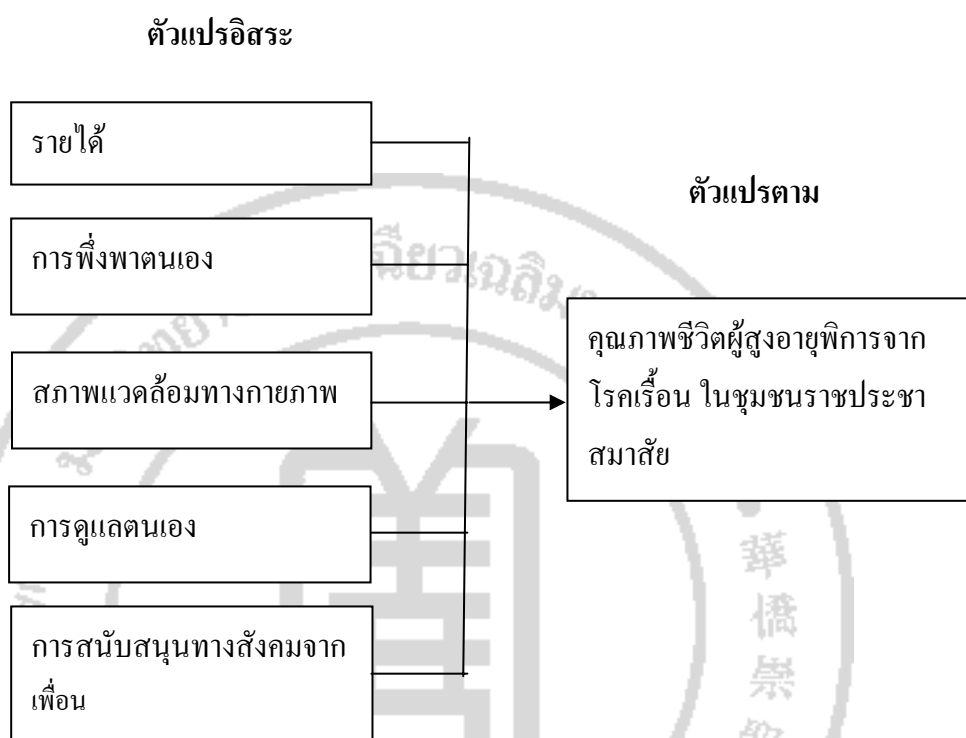 ตัวแปรอิสระ
รายได้
การพึ่งพาตนเอง
สภาพแวดล้อมทางกายภาพ
การดูแลตนเอง
การสนับสนุนทางสังคมจาก
เพื่อน
ตัวแปรตาม
คุณภาพชีวิตผู้สูงอายุพิการจาก
โรคเรื้อน ในชุมชนราชประชา
สมาสัย
華
僑
崇